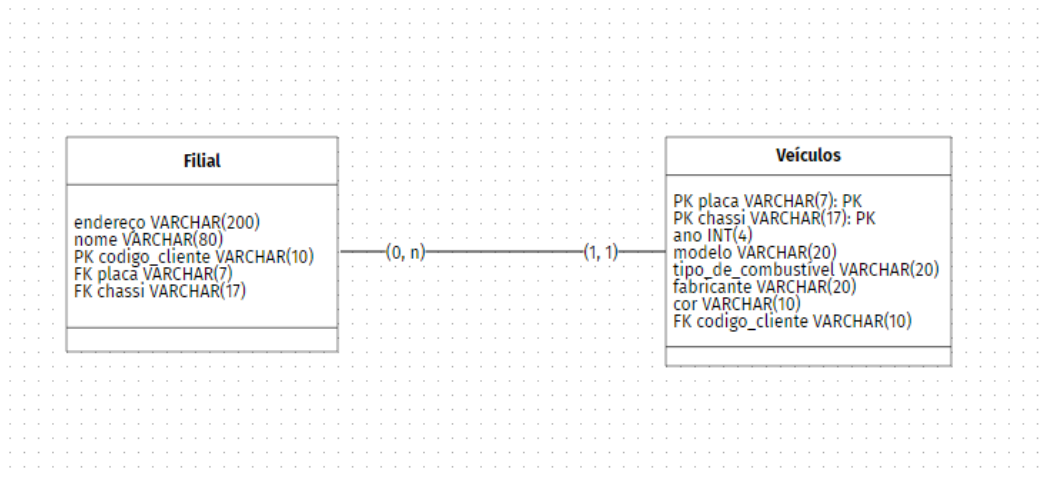 Filial
endereço VARCHAR(200)
nome VARCHAR(80)
PK codigo_cliente VARCHAR(10)
FK placa VARCHAR(7)
FK chassi VARCHAR(17)
(0, n)
(1, 1)
Veículos
PK placa VARCHAR(7): PK
PK chassi VARCHAR(17): PK
ano INT(4)
modelo VARCHAR(20)
tipo_de_combustível VARCHAR(20)
fabricante VARCHAR(20)
cor VARCHAR(10)
FK codigo_cliente VARCHAR(10)